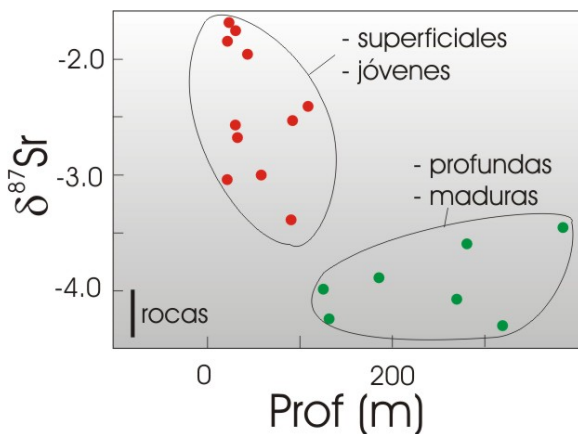 - superficiales
- jóvenes
- profundas
- maduras
rocas
-2.0
-3.0
-4.0
δ87Sr
0
200
Prof (m)